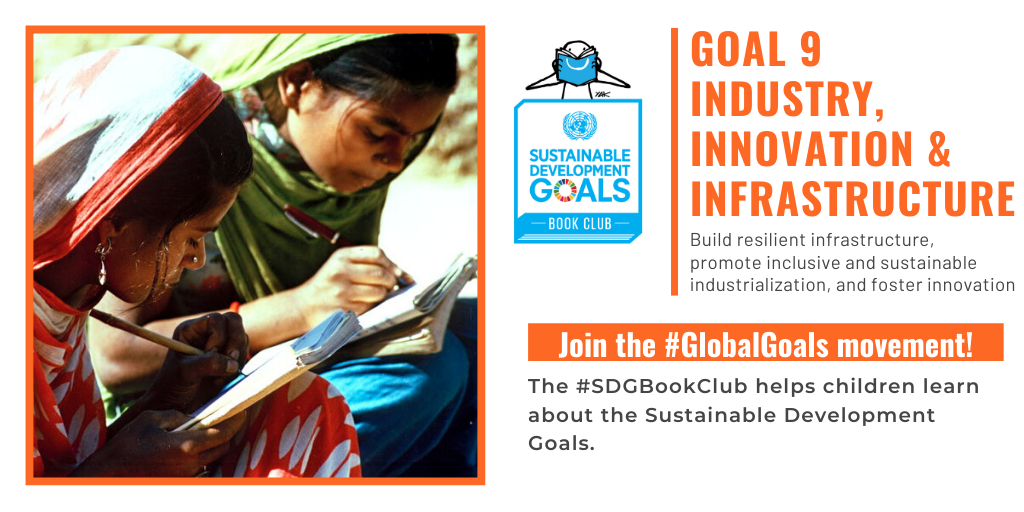 SUSTAINABLE
DEVELOPMENT
GOALS
BOOK CLUB
GOAL 9
INDUSTRY,
INNOVATION &
INFRASTRUCTURE
Build resilient infrastructure,
promote inclusive and sustainable
industrialization, and foster innovation
Join the #GlobalGoals movement!
The #SDGBookClub helps children learn
about the Sustainable Development
Goals.